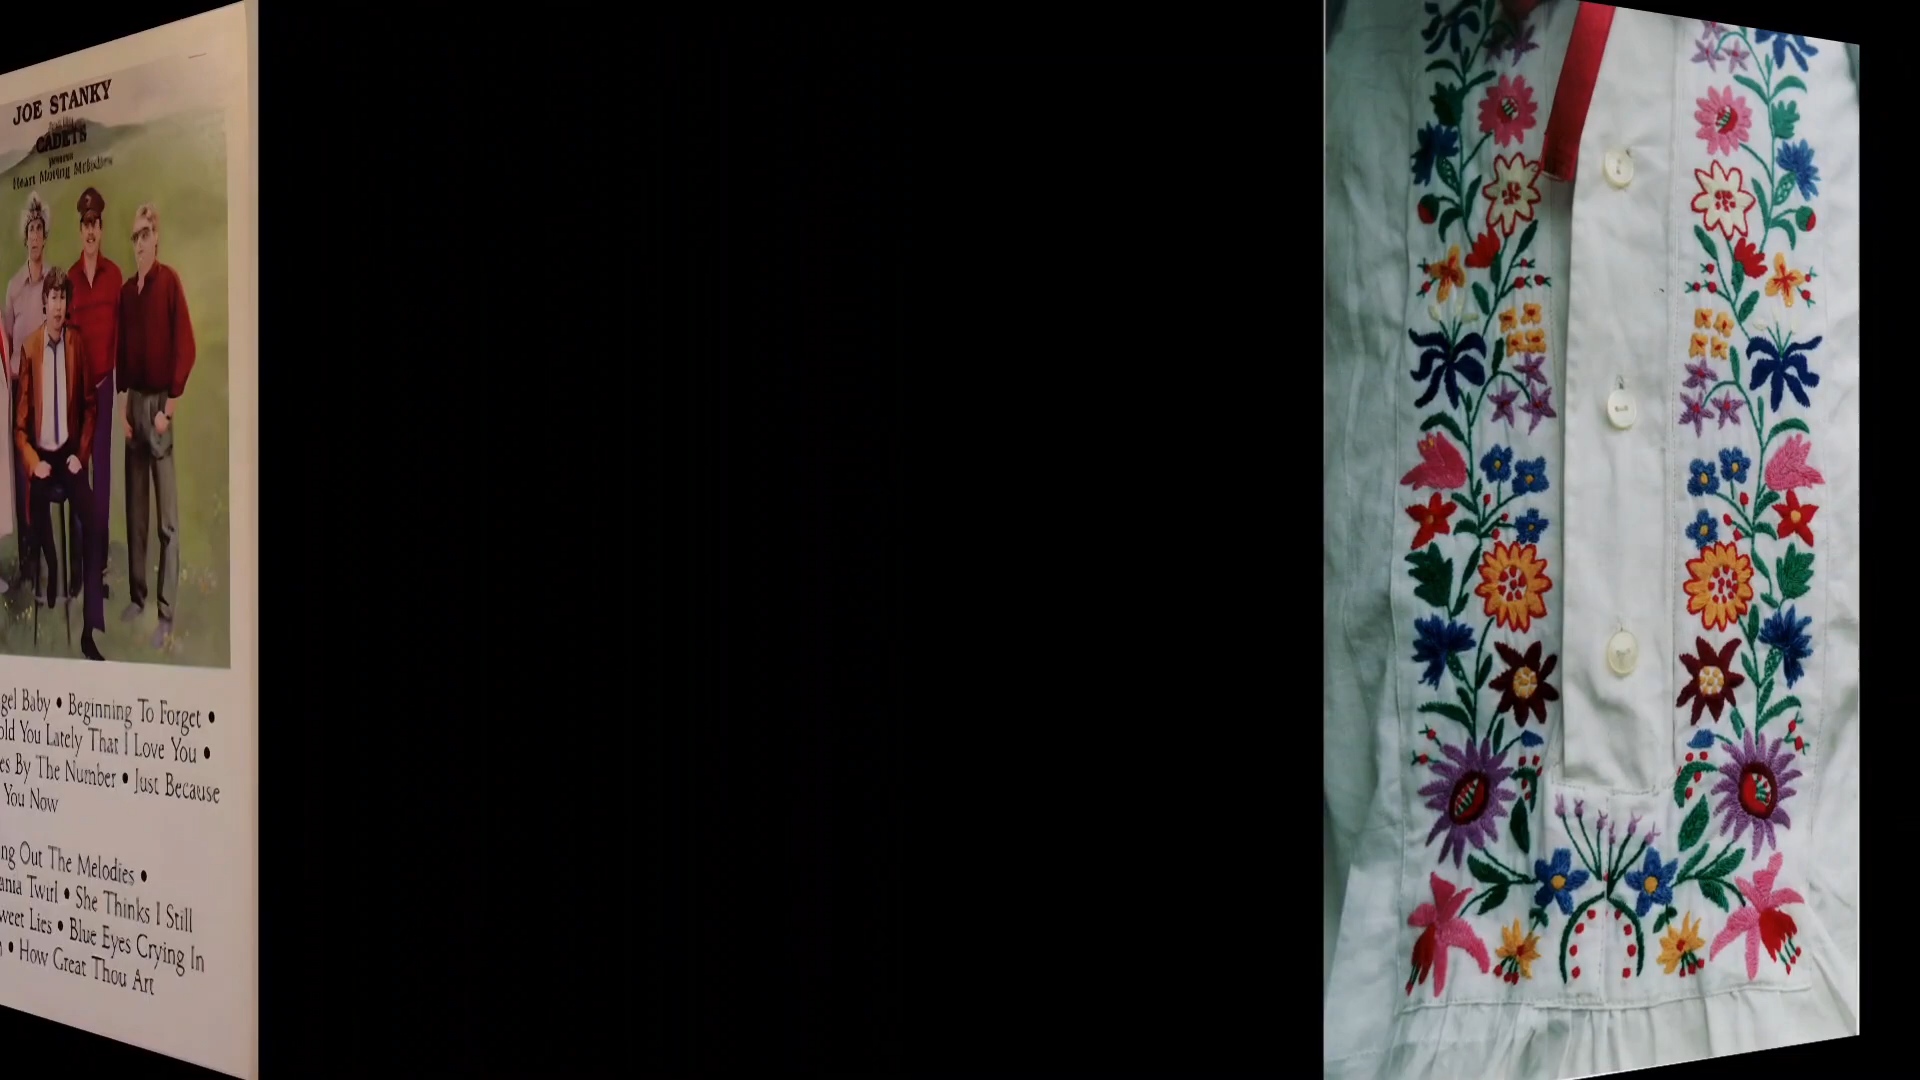 JOE STANKY
CADETS
Heart Moving Melodies
gel Baby • Beginning To Forget •
old You Lately That I Love You •
es By The Number • Just Because
You Now
ng Out The Melodies •
ania Twirl • She Thinks I Still
weet Lies • Blue Eyes Crying In
• How Great Thou Art